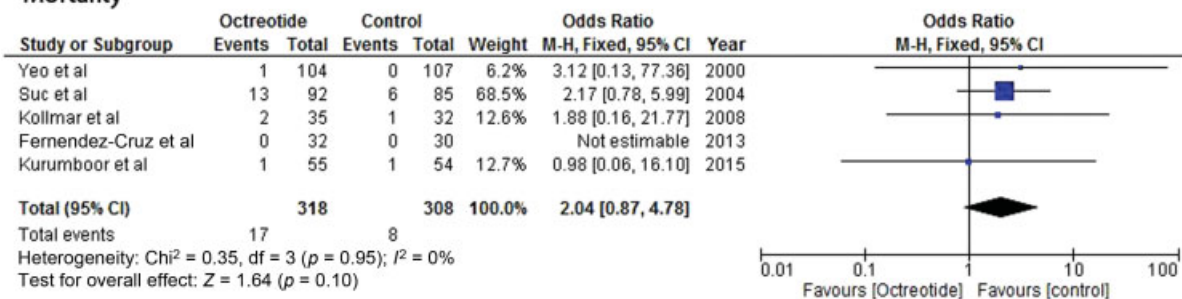 Mortality
Octreotide Control Odds Ratio Odds Ratio
Study or Subgroup Events Total Events Total Weight M-H, Fixed, 95% CI Year M-H, Fixed, 95% CI
Yeo et al 1 104 0 107 6.2% 3.12 [0.13, 77.36] 2000
Suc et al 13 92 6 85 68.5% 2.17 [0.78, 5.99] 2004
Kollmar et al 2 35 1 32 12.6% 1.88 [0.16, 21.77] 2008
Fernendez-Cruz et al 0 32 0 30 Not estimable 2013
Kurumboor et al 1 55 1 54 12.7% 0.98 [0.06, 16.10] 2015
Total (95% CI) 318 308 100.0% 2.04 [0.87, 4.78]
Total events 17 8
Heterogeneity: Chi² = 0.35, df = 3 (p = 0.95); I² = 0%
Test for overall effect: Z = 1.64 (p = 0.10)
0.01 0.1 1 10 100
Favours [Octreotide] Favours [control]